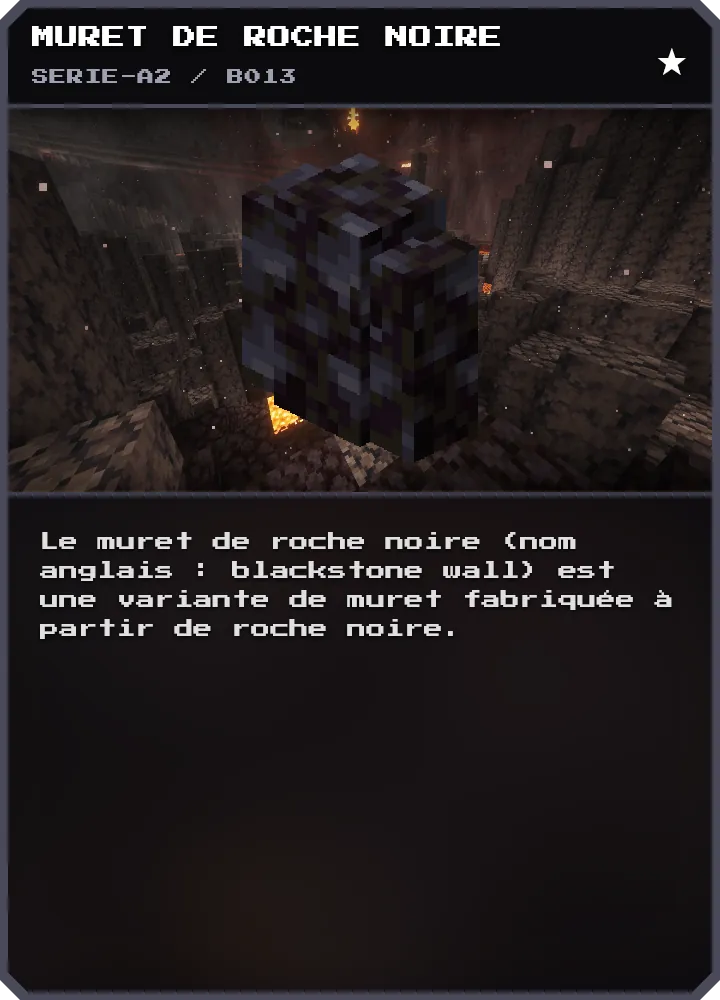 MURET DE ROCHE NOIRE
SERIE-A2 / B013
Le muret de roche noire (nom
anglais : blackstone wall) est
une variante de muret fabriquée à
partir de roche noire.